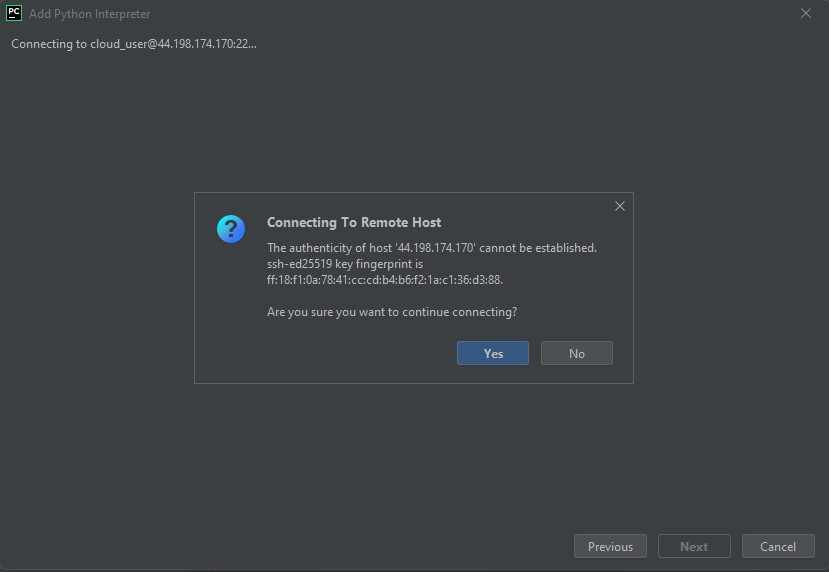 PC
Add Python Interpreter
Connecting to cloud_user@44.198.174.170:22...
?
Connecting To Remote Host
The authenticity of host '44.198.174.170' cannot be established.
ssh-ed25519 key fingerprint is
ff:18:f1:0a:78:41:cc:cd:b4:b6:f2:1a:c1:36:d3:88.
Are you sure you want to continue connecting?
Yes
No
Previous
Next
Cancel